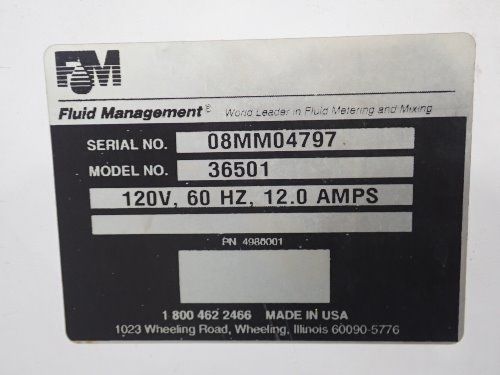 FM
Fluid Management® World Leader in Fluid Metering and Mixing
SERIAL NO. 08MM04797
MODEL NO. 36501
120V, 60 HZ, 12.0 AMPS
PN 4980001
1 800 462 2466 MADE IN USA
1023 Wheeling Road, Wheeling, Illinois 60090-5776